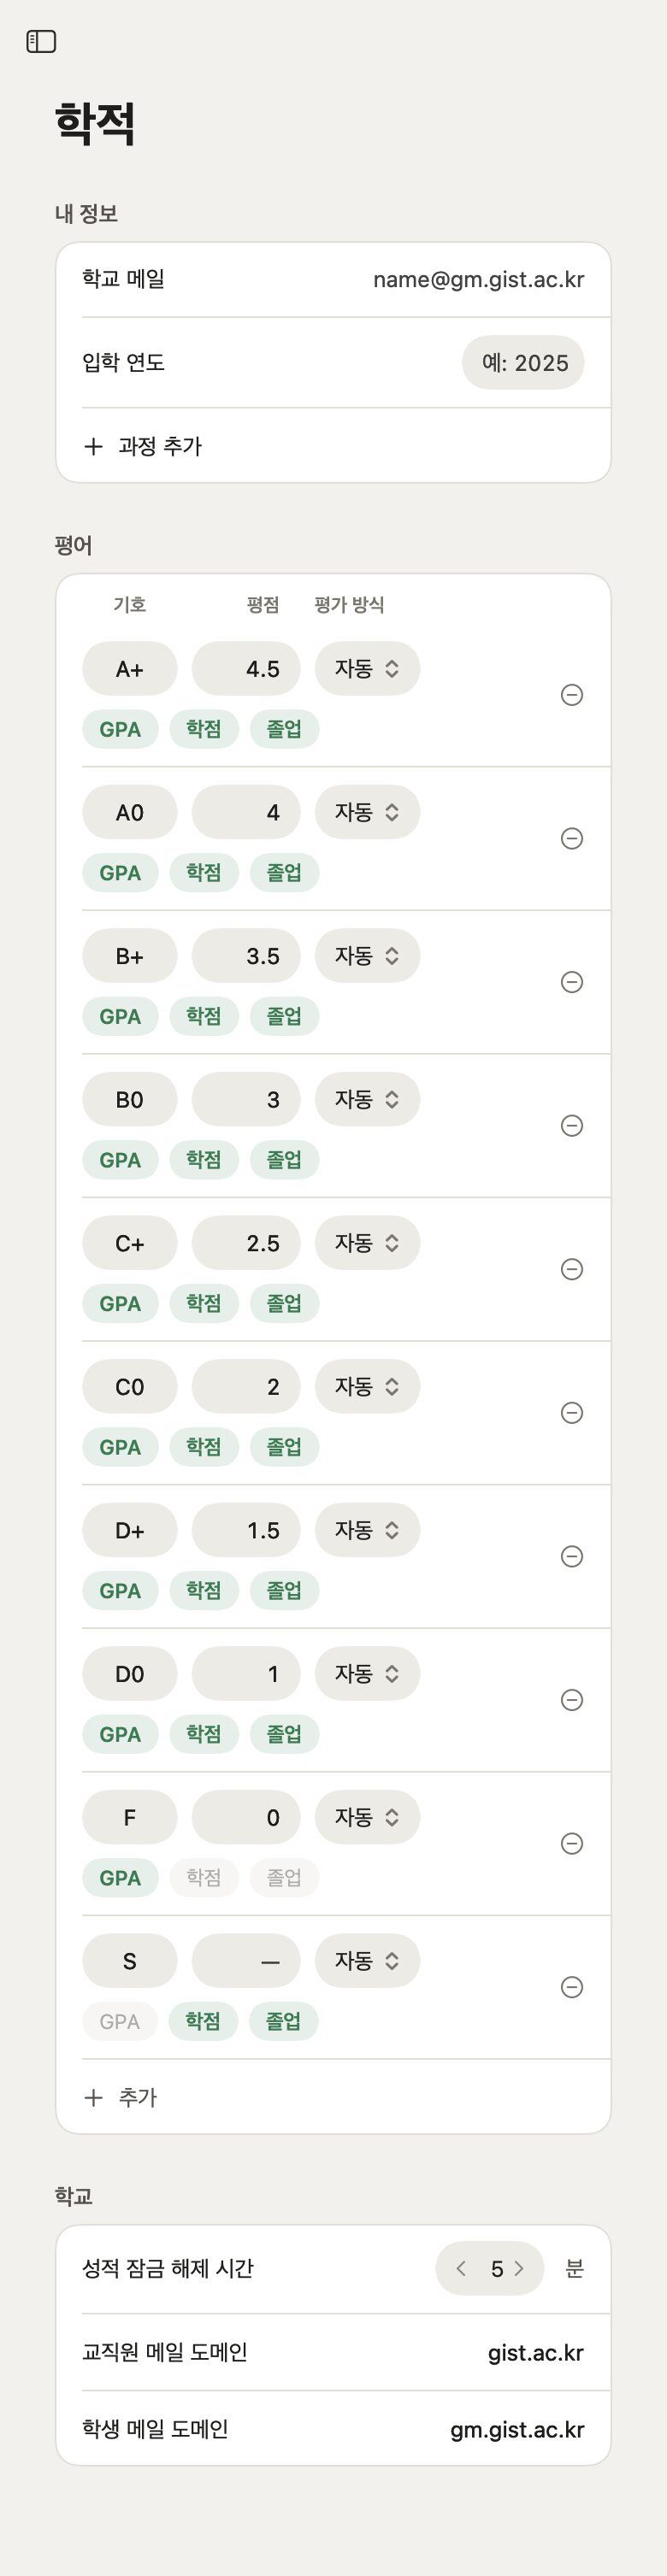 학적
내 정보
학교 메일 name@gm.gist.ac.kr
입학 연도 예: 2025
+ 과정 추가
평어
기호 평점 평가 방식
A+ 4.5 자동
GPA 학점 졸업
A0 4 자동
GPA 학점 졸업
B+ 3.5 자동
GPA 학점 졸업
B0 3 자동
GPA 학점 졸업
C+ 2.5 자동
GPA 학점 졸업
C0 2 자동
GPA 학점 졸업
D+ 1.5 자동
GPA 학점 졸업
D0 1 자동
GPA 학점 졸업
F 0 자동
GPA 학점 졸업
S — 자동
GPA 학점 졸업
+ 추가
학교
성적 잠금 해제 시간 5 분
교직원 메일 도메인 gist.ac.kr
학생 메일 도메인 gm.gist.ac.kr